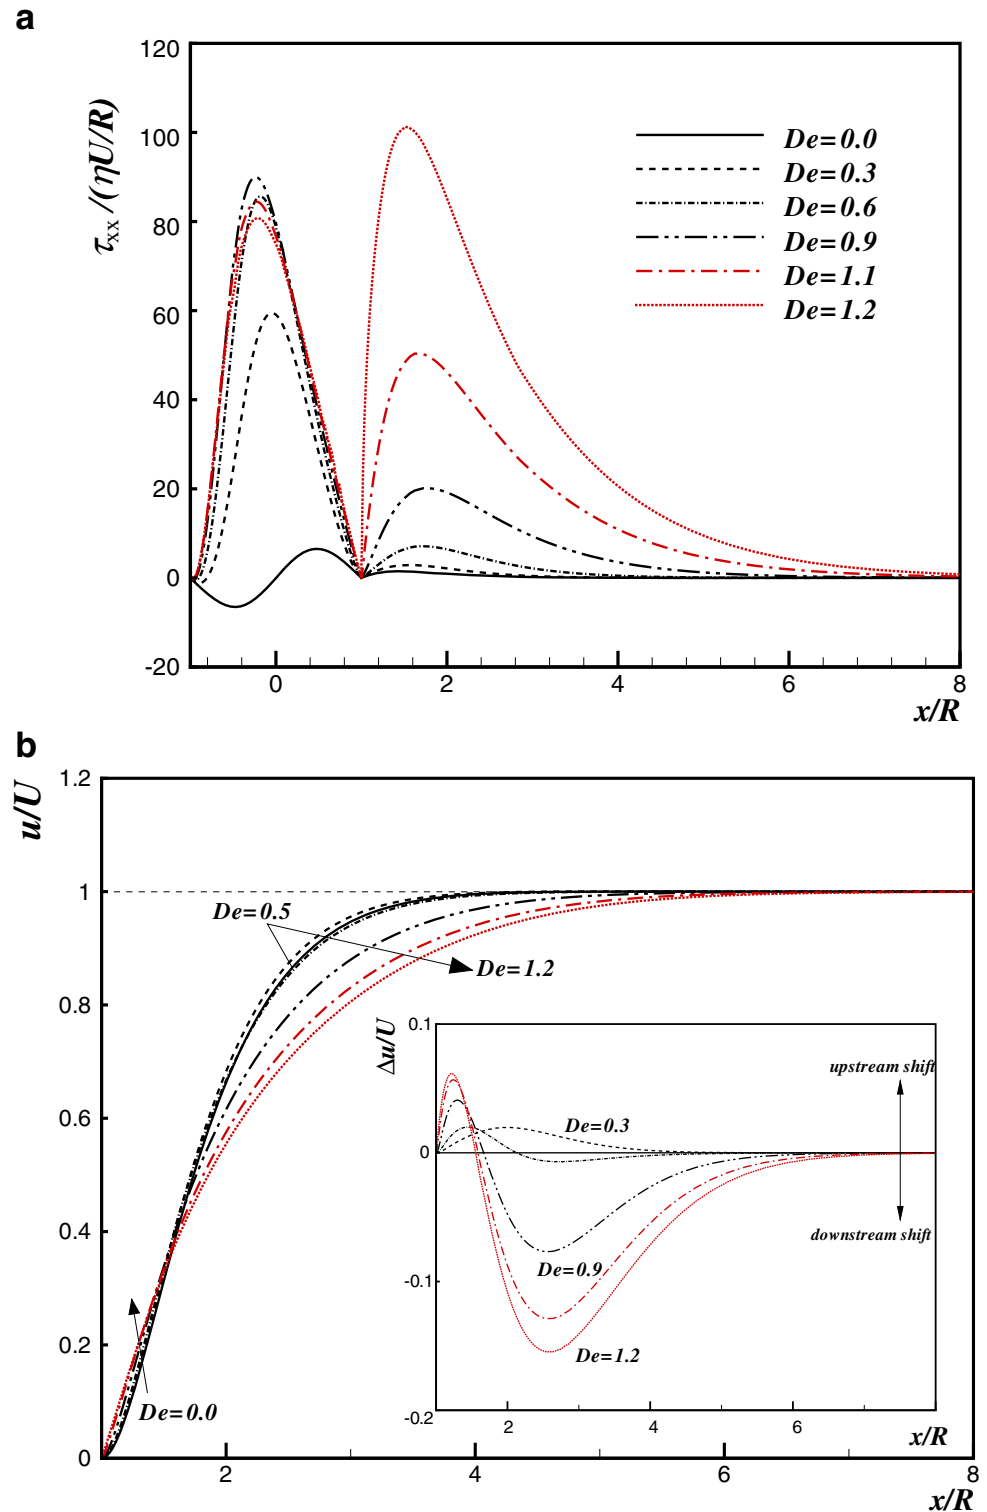 a
120
100
80
60
40
20
0
-20
τxx/(ηU/R)
De=0.0
De=0.3
De=0.6
De=0.9
De=1.1
De=1.2
0 2 4 6 8
x/R
b
u/U
1.2
1
0.8
0.6
0.4
0.2
0
De=0.5
De=1.2
De=0.0
Δu/U
0.1
0
-0.1
-0.2
upstream shift
De=0.3
downstream shift
De=0.9
De=1.2
2 4 6
x/R
2 4 6 8
x/R